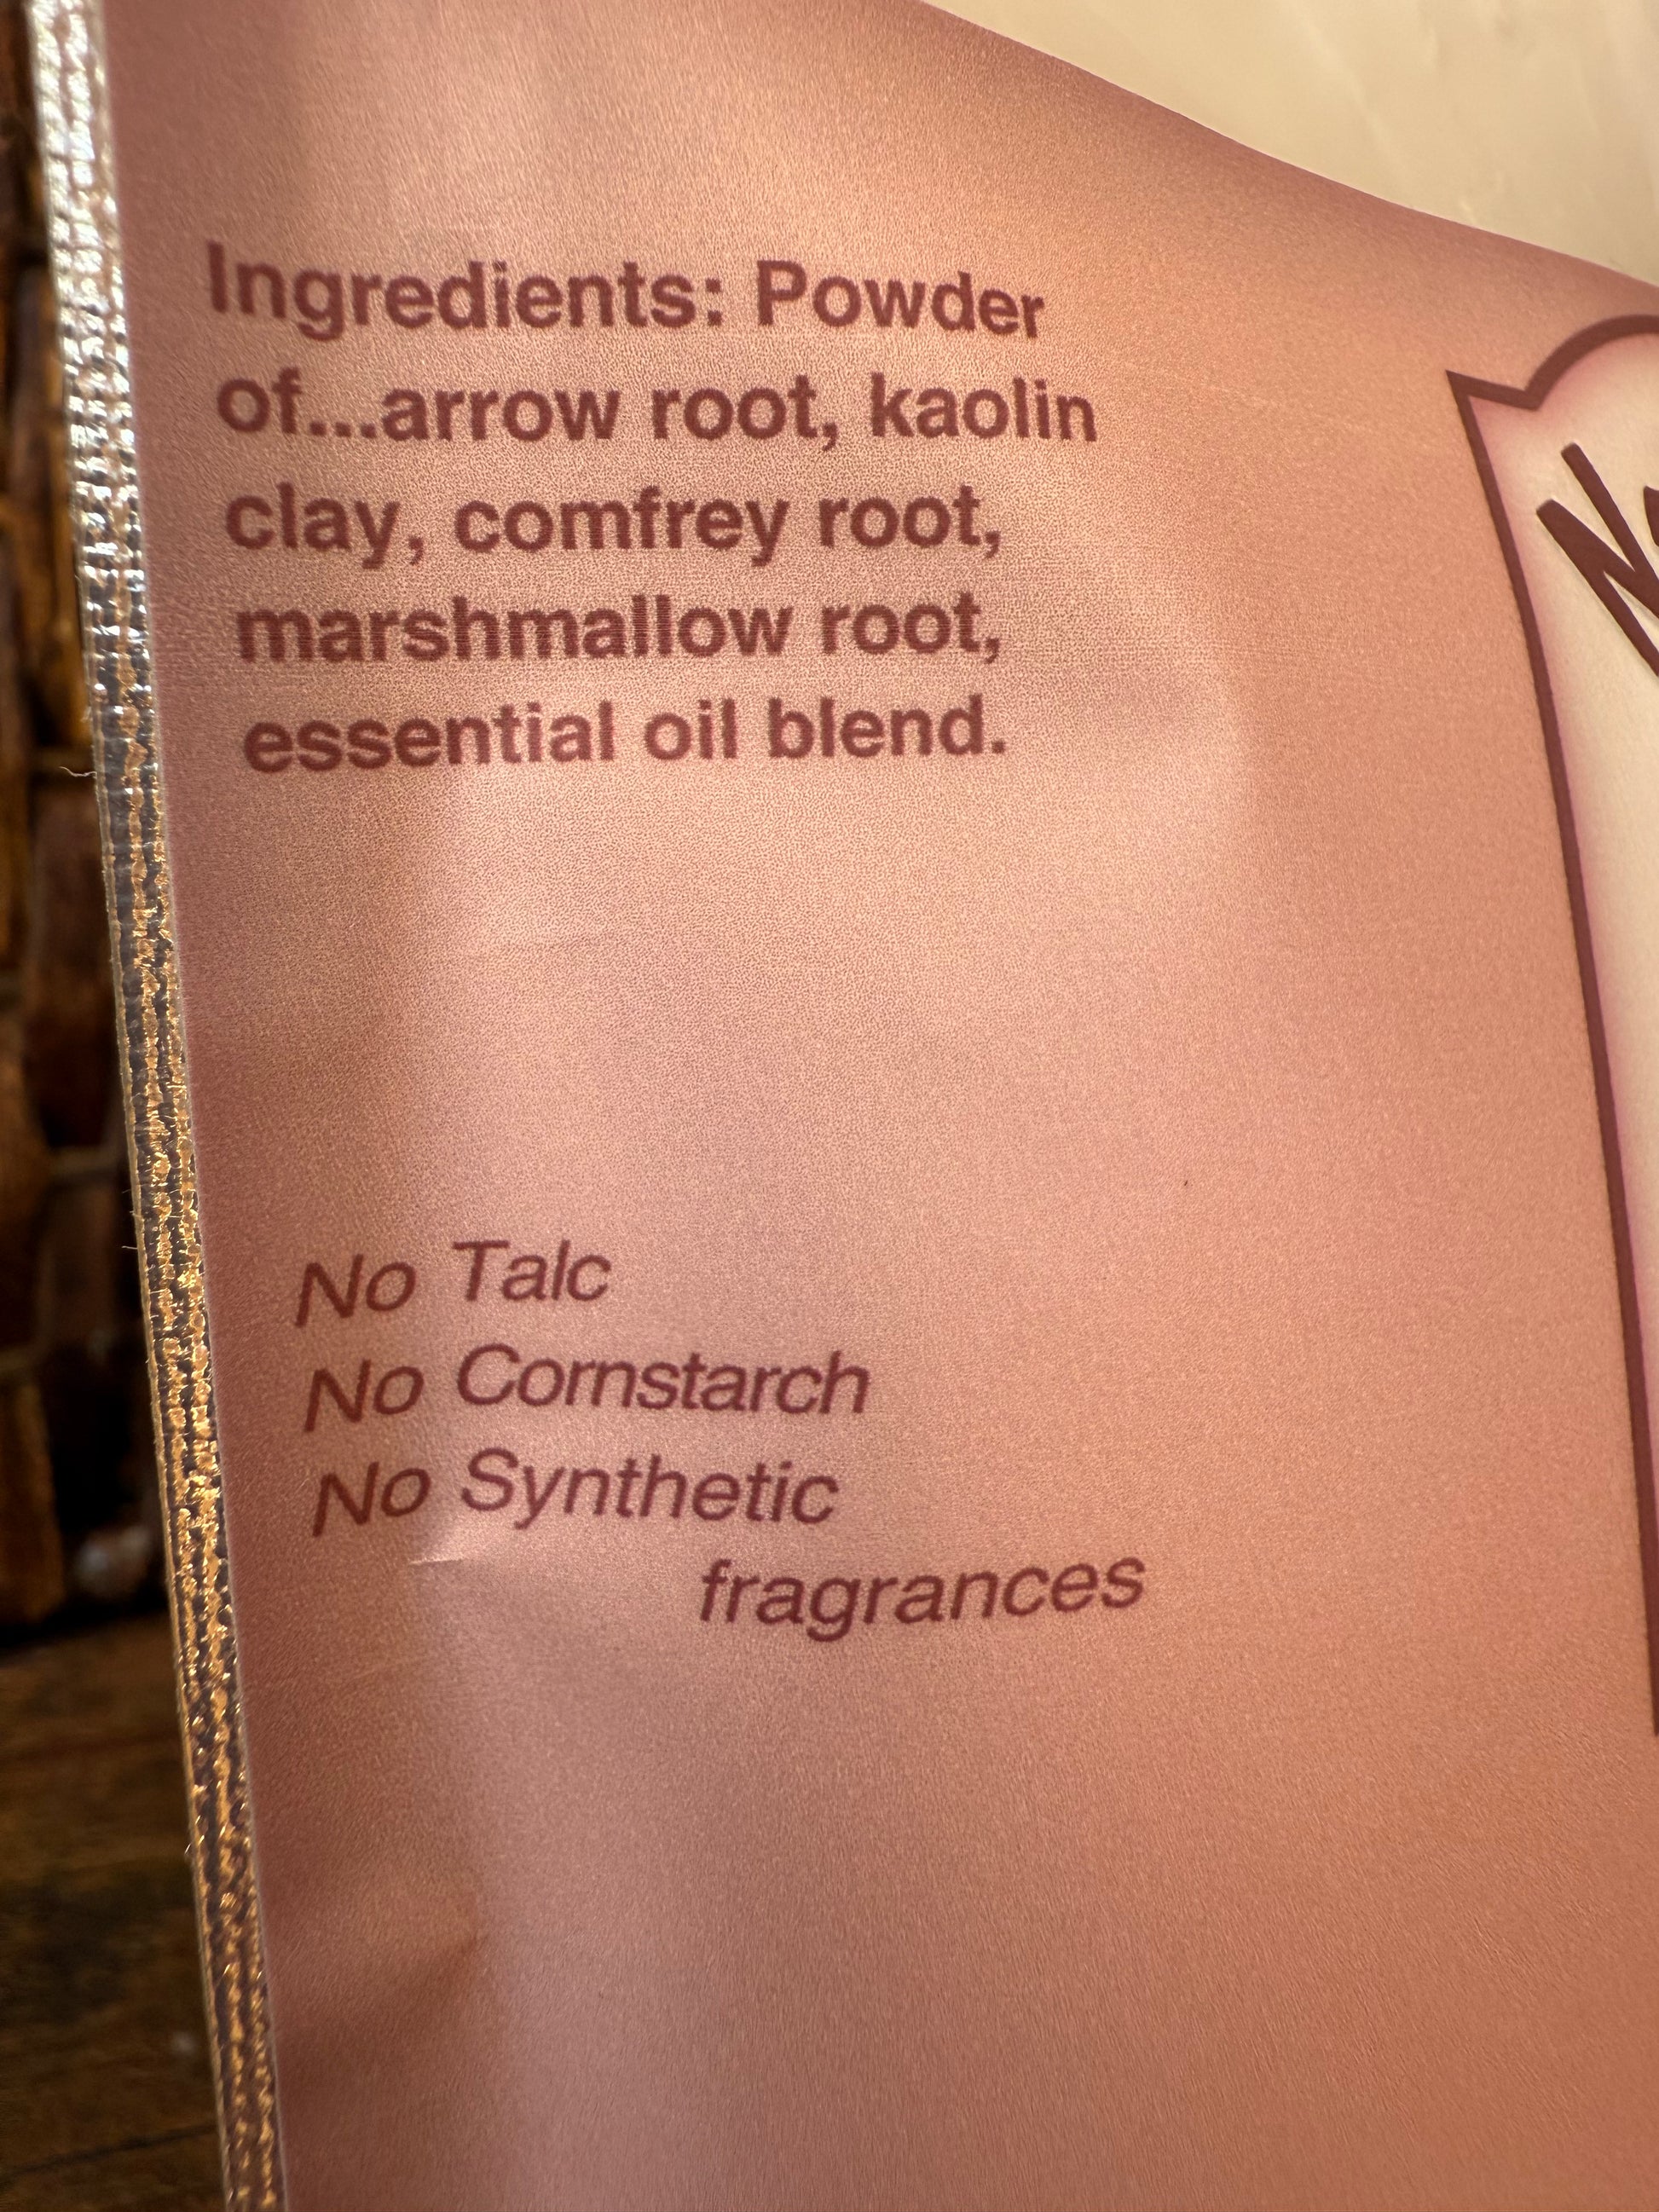 Ingredients: Powder
of...arrow root, kaolin
clay, comfrey root,
marshmallow root,
essential oil blend.
No Talc
No Cornstarch
No Synthetic
fragrances